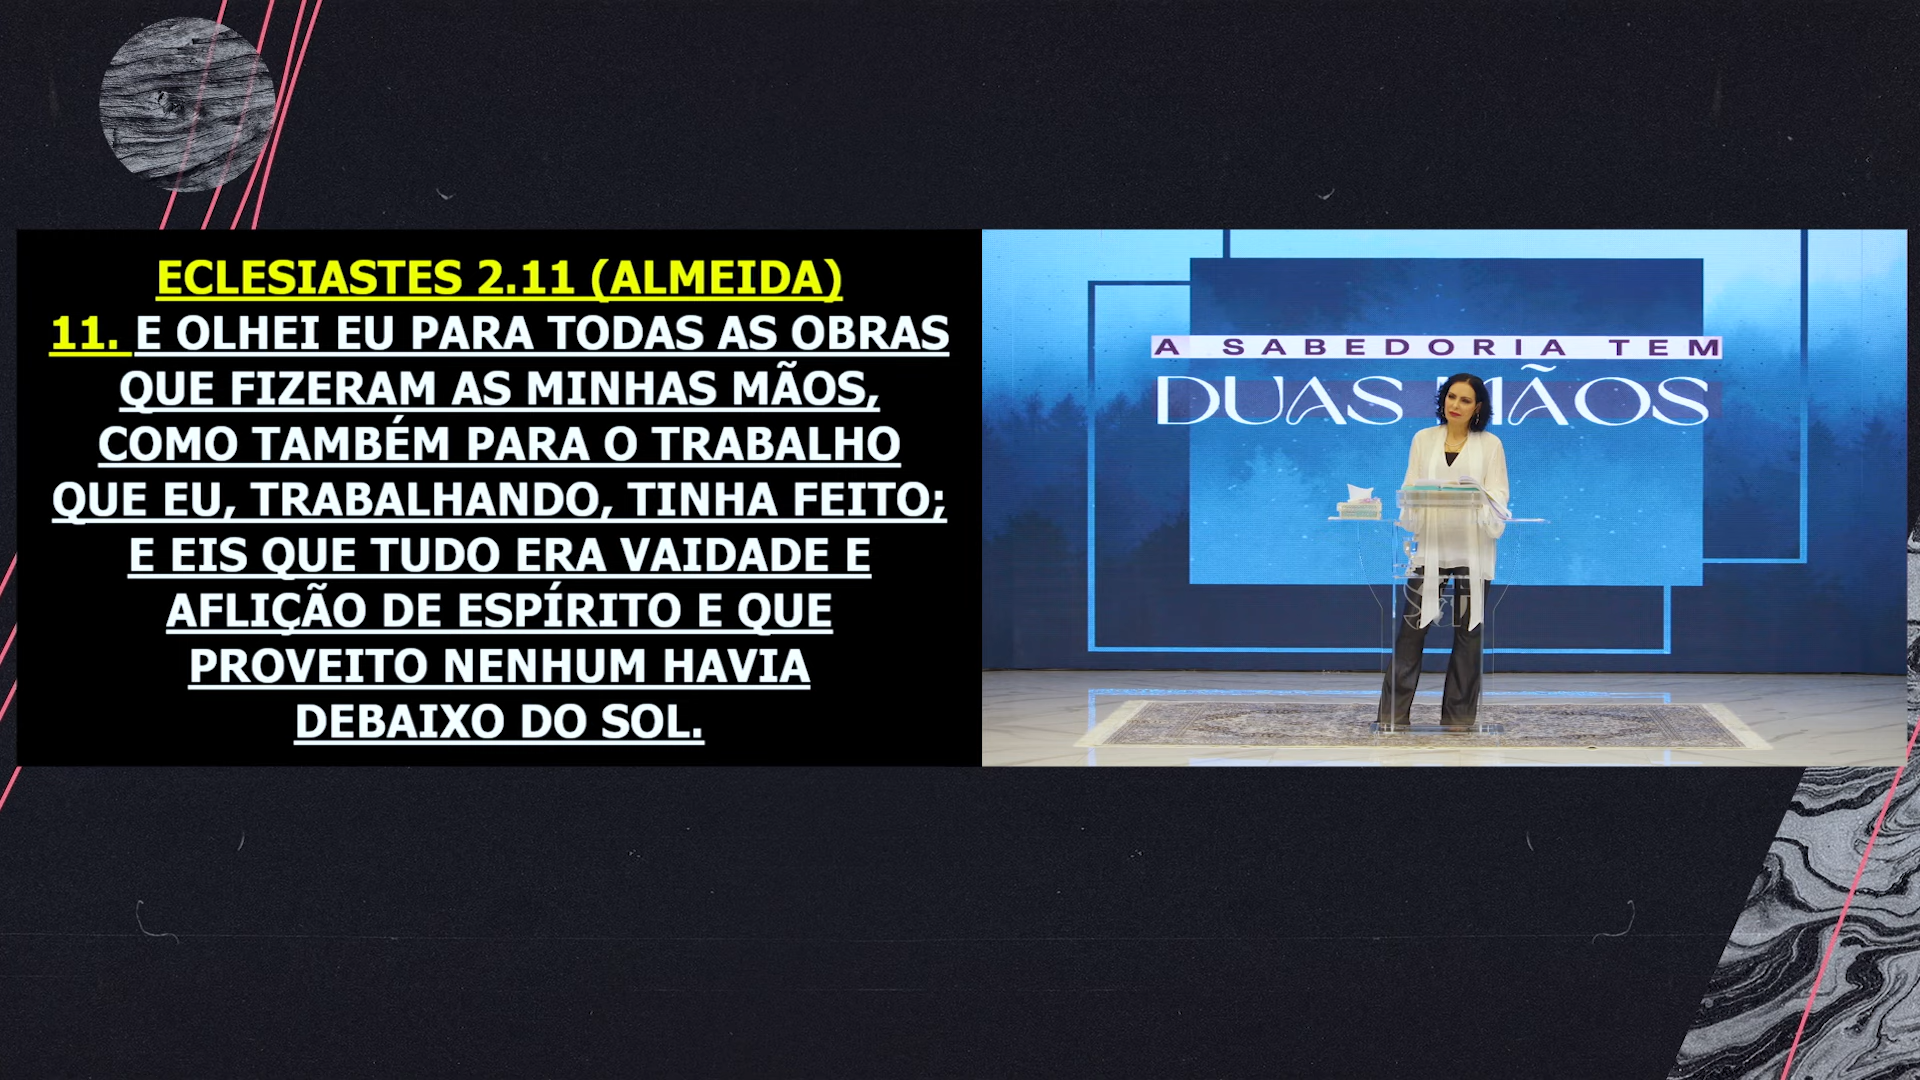 ECLESIASTES 2.11 (ALMEIDA)
11. E OLHEI EU PARA TODAS AS OBRAS
QUE FIZERAM AS MINHAS MÃOS,
COMO TAMBÉM PARA O TRABALHO
QUE EU, TRABALHANDO, TINHA FEITO;
E EIS QUE TUDO ERA VAIDADE E
AFLIÇÃO DE ESPÍRITO E QUE
PROVEITO NENHUM HAVIA
DEBAIXO DO SOL.
A SABEDORIA TEM
DUAS MÃOS